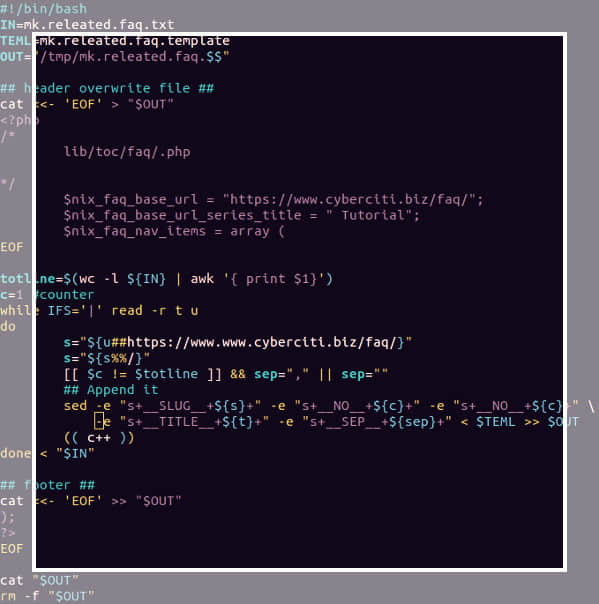 #!/bin/bash
IN=mk.releated.faq.txt
TEML=mk.releated.faq.template
OUT="/tmp/mk.releated.faq.$$"
## header overwrite file ##
cat <<- 'EOF' > "$OUT"
<?php
/*
lib/toc/faq/.php
*/
$nix_faq_base_url = "https://www.cyberciti.biz/faq/";
$nix_faq_base_url_series_title = " Tutorial";
$nix_faq_nav_items = array (
EOF
totline=$(wc -l ${IN} | awk '{ print $1}')
c=1 #counter
while IFS='|' read -r t u
do
s="${u##https://www.www.cyberciti.biz/faq/}"
s="${s%%/}"
[[ $c != $totline ]] && sep="," || sep=""
## Append it
sed -e "s+__SLUG__+${s}+" -e "s+__NO__+${c}+" -e "s+__NO__+${c}+" \
-e "s+__TITLE__+${t}+" -e "s+__SEP__+${sep}+" < $TEML >> $OUT
(( c++ ))
done < "$IN"
## footer ##
cat <<- 'EOF' >> "$OUT"
);
?>
EOF
cat "$OUT"
rm -f "$OUT"